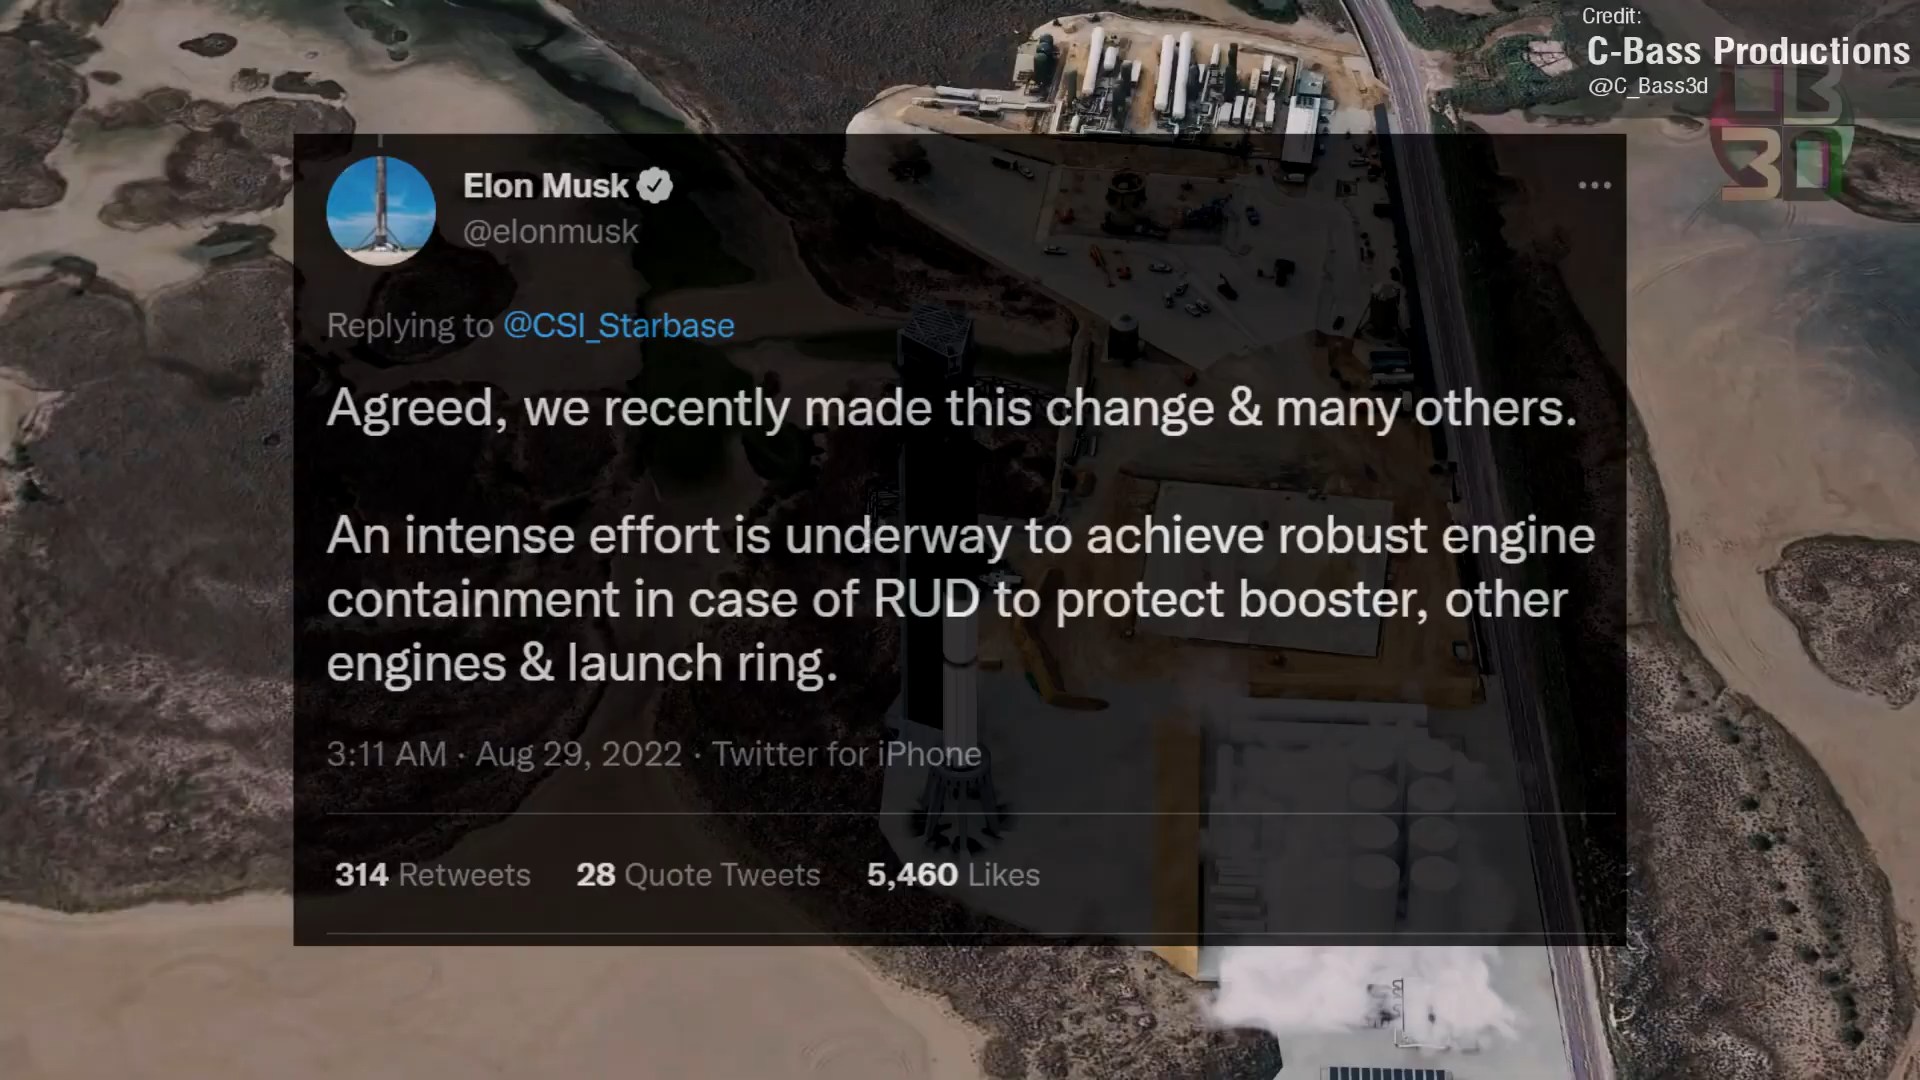 Credit:
C-Bass Productions
@C_Bass3d
Elon Musk
@elonmusk
Replying to @CSI_Starbase
Agreed, we recently made this change & many others.
An intense effort is underway to achieve robust engine
containment in case of RUD to protect booster, other
engines & launch ring.
3:11 AM · Aug 29, 2022 · Twitter for iPhone
314 Retweets 28 Quote Tweets 5,460 Likes